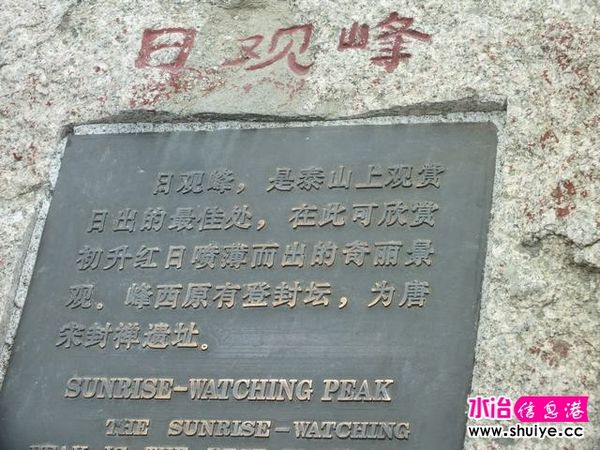 日观峰
日观峰，是泰山上观赏
日出的最佳处，在此可欣赏
初升红日喷薄而出的奇丽景
观。峰西原有登封坛，为唐
宋封禅遗址。
SUNRISE-WATCHING PEAK
THE SUNRISE-WATCHING
水冶信息港
www.shuiye.cc